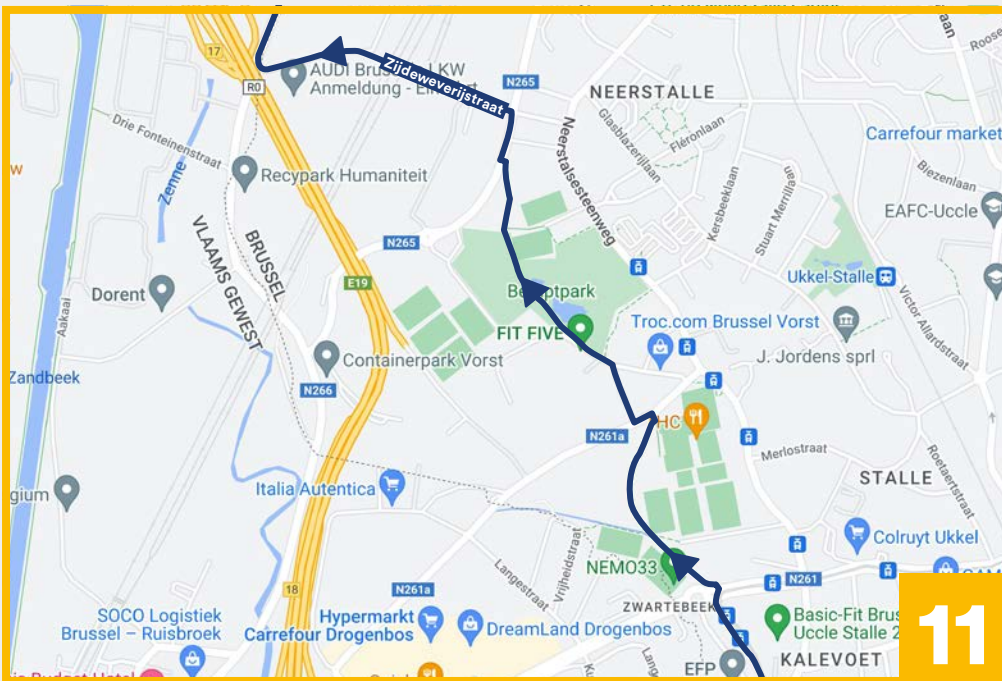 17
R0
AUDI
LKW
Anmeldung -
Zijdeweverijstraat
N265
NEERSTALLE
Roose
Drie Fonteinenstraat
Glasblazerijlaan
Fléronlaan
Carrefour market
Zenne
Recypark Humaniteit
Neerstalsesteenweg
Kersbeeklaan
Stuart Merrilllaan
Biezenlaan
EAFC-Uccle
VLAAMS GEWEST
BRUSSEL
N265
E19
Dorent
Aakaai
Ukkel-Stalle
Victor Allardstraat
FIT FIVE
Troc.com Brussel Vorst
J. Jordens sprl
Zandbeek
Containerpark Vorst
N266
HC
N261a
Merlostraat
STALLE
Roetaertstraat
gium
Italia Autentica
Colruyt Ukkel
NEMO33
Langestraat
Vrijheidstraat
N261
18
N261a
ZWARTEBEEK
SOCO Logistiek
Brussel – Ruisbroek
Hypermarkt
Carrefour Drogenbos
DreamLand Drogenbos
Basic-Fit Brus
Uccle Stalle 2
KALEVOET
EFP
11